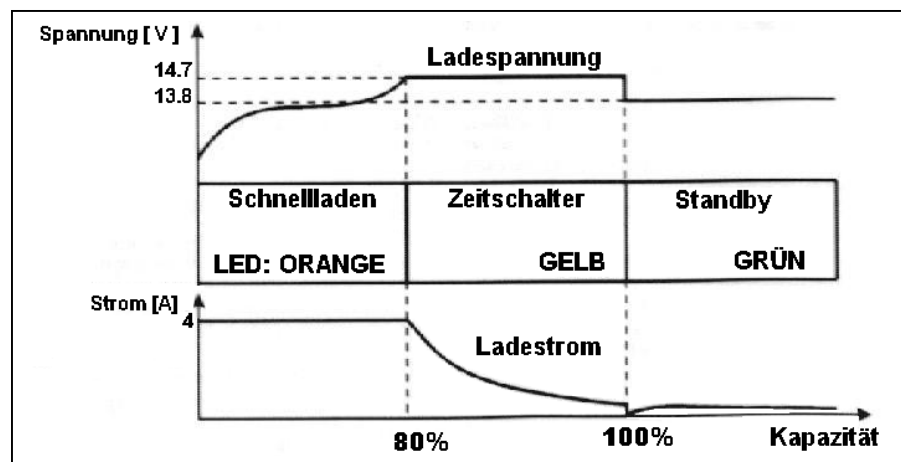 Spannung [ V ]
Ladespannung
14.7
13.8
Schnellladen
Zeitschalter
Standby
LED: ORANGE
GELB
GRÜN
Strom [A]
4
Ladestrom
80%
100%
Kapazität